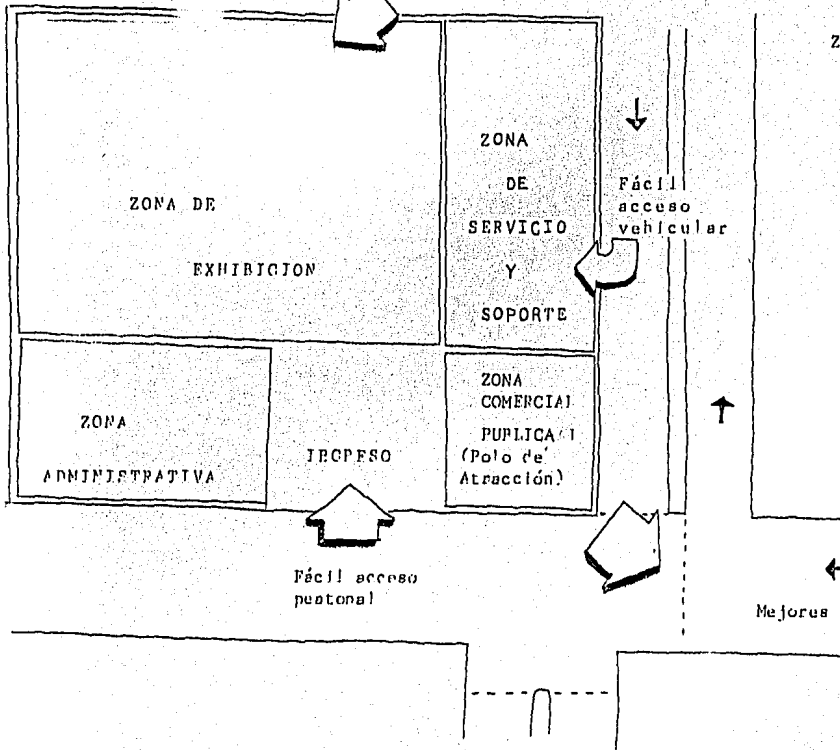 Z
ZONA
DE
SERVICIO
Y
SOPORTE
Fácil
acceso
vehicular
ZONA DE
EXHIBICION
ZONA
ADMINISTRATIVA
INGRESO
ZONA
COMERCIAL
PUBLICA
(Polo de
Atracción)
Fácil acceso
peatonal
Mejores